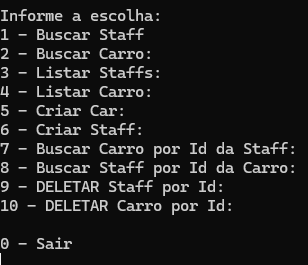 Informe a escolha:
1 - Buscar Staff
2 - Buscar Carro:
3 - Listar Staffs:
4 - Listar Carro:
5 - Criar Car:
6 - Criar Staff:
7 - Buscar Carro por Id da Staff:
8 - Buscar Staff por Id da Carro:
9 - DELETAR Staff por Id:
10 - DELETAR Carro por Id:
0 - Sair